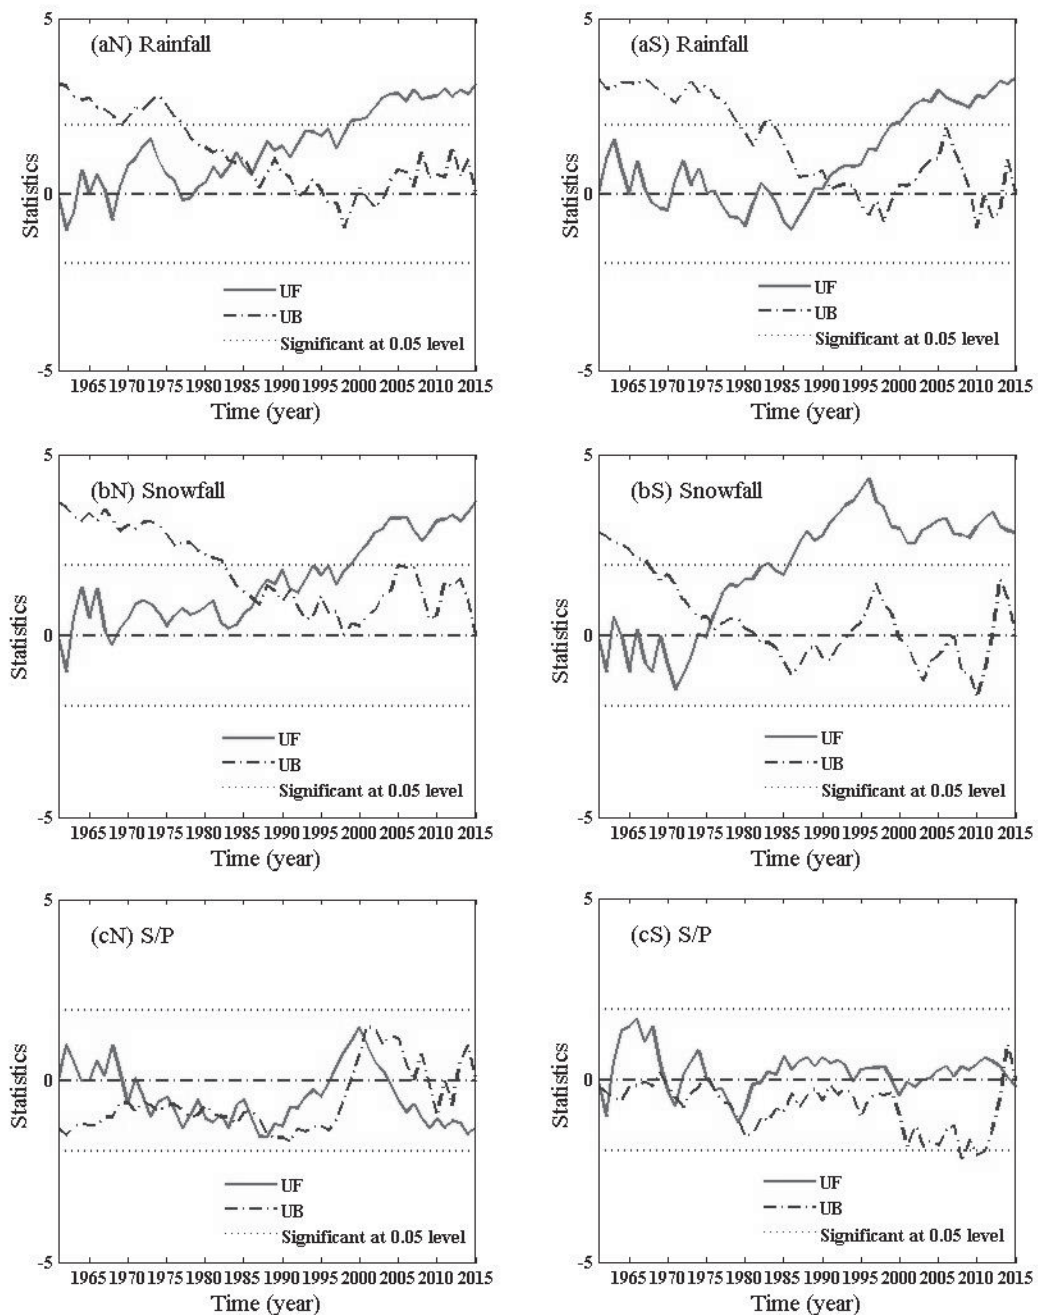 5
(aN) Rainfall
Statistics
0
UF
UB
Significant at 0.05 level
-5
1965 1970 1975 1980 1985 1990 1995 2000 2005 2010 2015
Time (year)
5
(aS) Rainfall
Statistics
0
UF
UB
Significant at 0.05 level
-5
1965 1970 1975 1980 1985 1990 1995 2000 2005 2010 2015
Time (year)
5
(bN) Snowfall
Statistics
0
UF
UB
Significant at 0.05 level
-5
1965 1970 1975 1980 1985 1990 1995 2000 2005 2010 2015
Time (year)
5
(bS) Snowfall
Statistics
0
UF
UB
Significant at 0.05 level
-5
1965 1970 1975 1980 1985 1990 1995 2000 2005 2010 2015
Time (year)
5
(cN) S/P
Statistics
0
UF
UB
Significant at 0.05 level
-5
1965 1970 1975 1980 1985 1990 1995 2000 2005 2010 2015
Time (year)
5
(cS) S/P
Statistics
0
UF
UB
Significant at 0.05 level
-5
1965 1970 1975 1980 1985 1990 1995 2000 2005 2010 2015
Time (year)